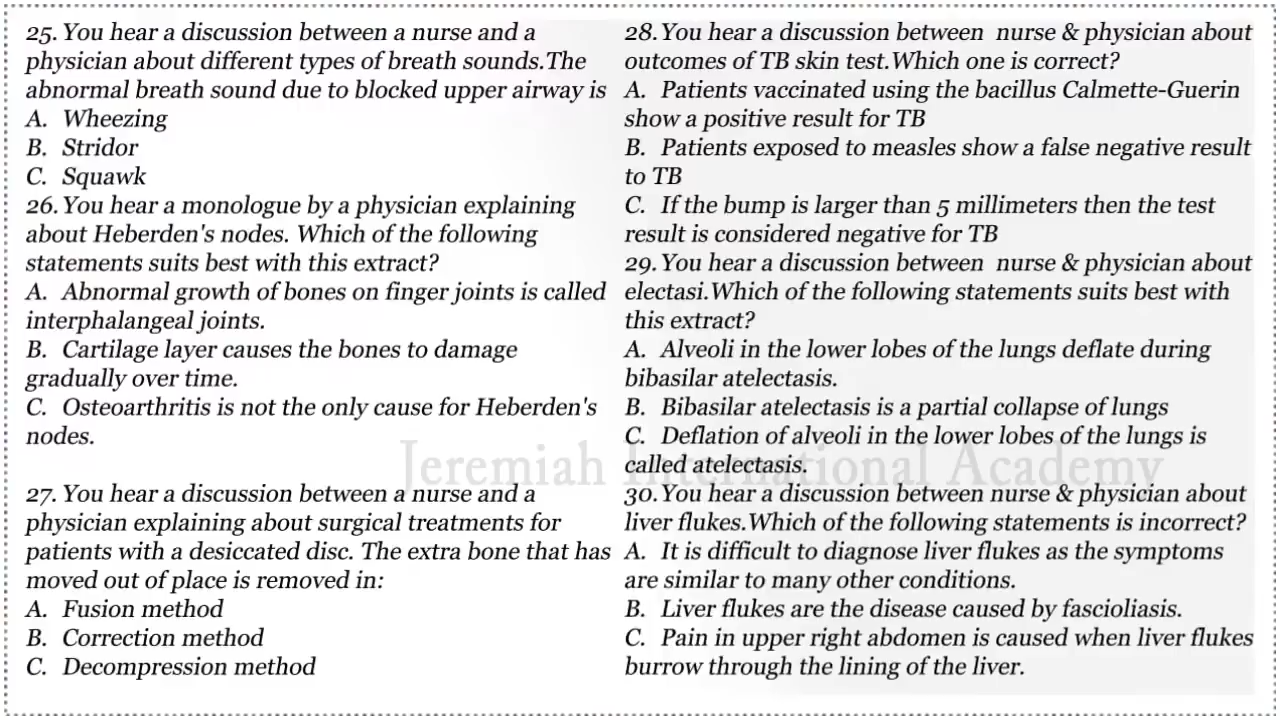 25. You hear a discussion between a nurse and a
physician about different types of breath sounds.The
abnormal breath sound due to blocked upper airway is
A. Wheezing
B. Stridor
C. Squawk
26. You hear a monologue by a physician explaining
about Heberden's nodes. Which of the following
statements suits best with this extract?
A. Abnormal growth of bones on finger joints is called
interphalangeal joints.
B. Cartilage layer causes the bones to damage
gradually over time.
C. Osteoarthritis is not the only cause for Heberden's
nodes.
27. You hear a discussion between a nurse and a
physician explaining about surgical treatments for
patients with a desiccated disc. The extra bone that has
moved out of place is removed in:
A. Fusion method
B. Correction method
C. Decompression method
28. You hear a discussion between nurse & physician about
outcomes of TB skin test.Which one is correct?
A. Patients vaccinated using the bacillus Calmette-Guerin
show a positive result for TB
B. Patients exposed to measles show a false negative result
to TB
C. If the bump is larger than 5 millimeters then the test
result is considered negative for TB
29. You hear a discussion between nurse & physician about
electasi.Which of the following statements suits best with
this extract?
A. Alveoli in the lower lobes of the lungs deflate during
bibasilar atelectasis.
B. Bibasilar atelectasis is a partial collapse of lungs
C. Deflation of alveoli in the lower lobes of the lungs is
called atelectasis.
30. You hear a discussion between nurse & physician about
liver flukes.Which of the following statements is incorrect?
A. It is difficult to diagnose liver flukes as the symptoms
are similar to many other conditions.
B. Liver flukes are the disease caused by fascioliasis.
C. Pain in upper right abdomen is caused when liver flukes
burrow through the lining of the liver.
Jeremiah International Academy